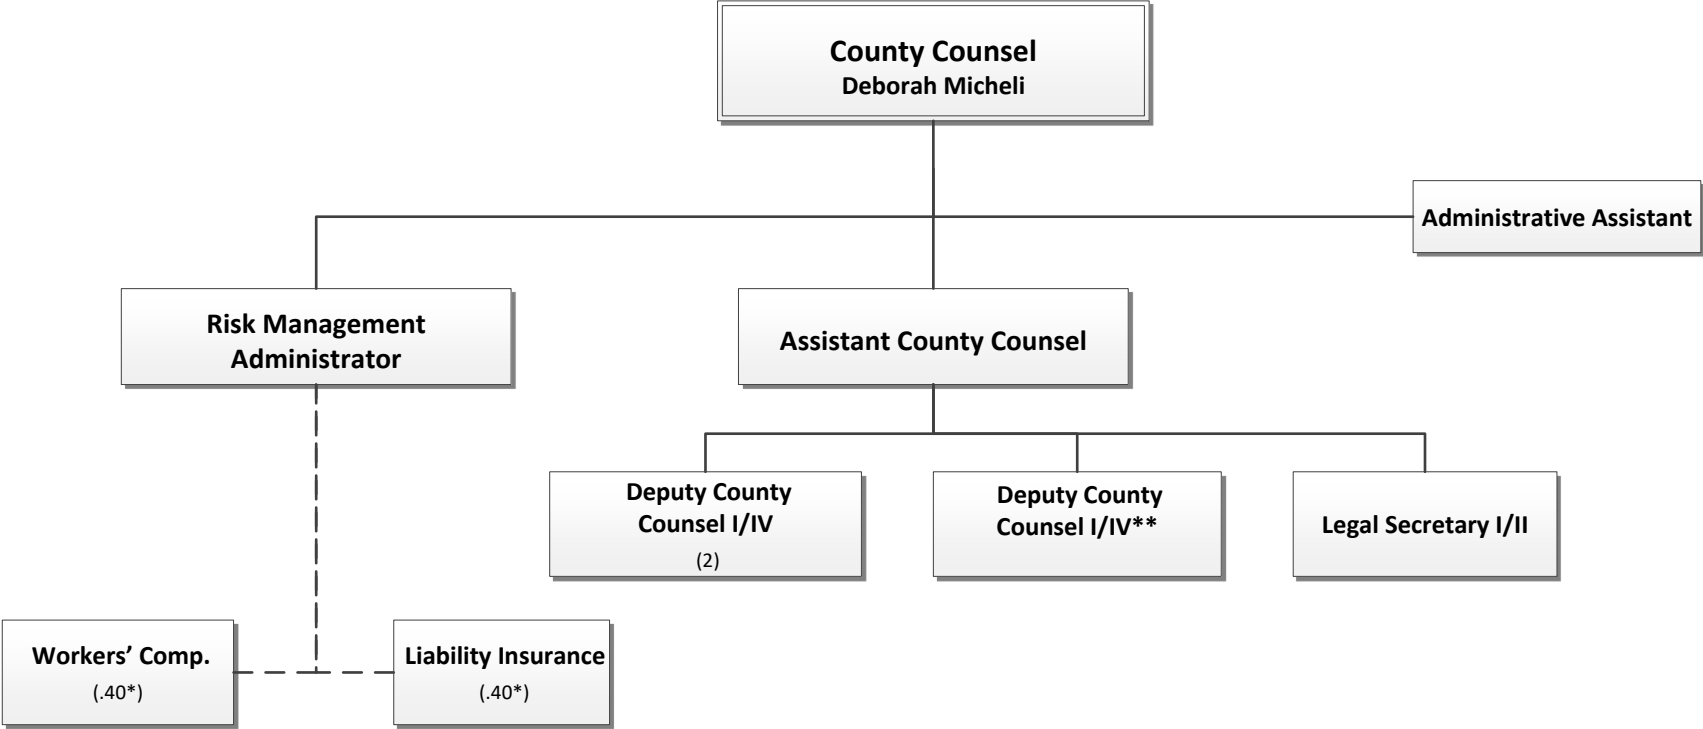 County Counsel
Deborah Micheli
Administrative Assistant
Risk Management
Administrator
Assistant County Counsel
Deputy County
Counsel I/IV
(2)
Deputy County
Counsel I/IV**
Legal Secretary I/II
Workers’ Comp.
(.40*)
Liability Insurance
(.40*)